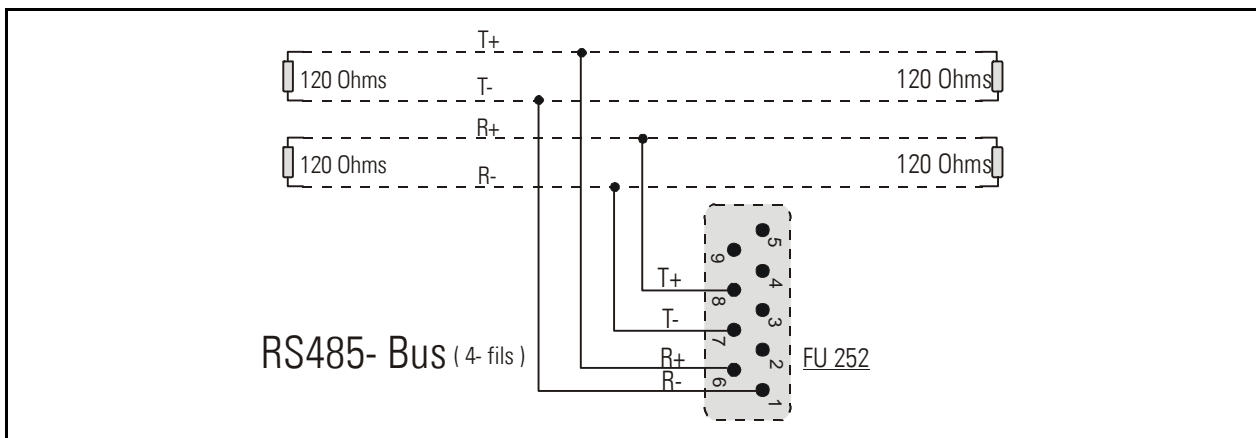 T+
120 Ohms
120 Ohms
T-
R+
120 Ohms
120 Ohms
R-
5
9
T+
4
8
T-
3
7
RS485- Bus ( 4- fils )
R+
2
FU 252
R-
6
1